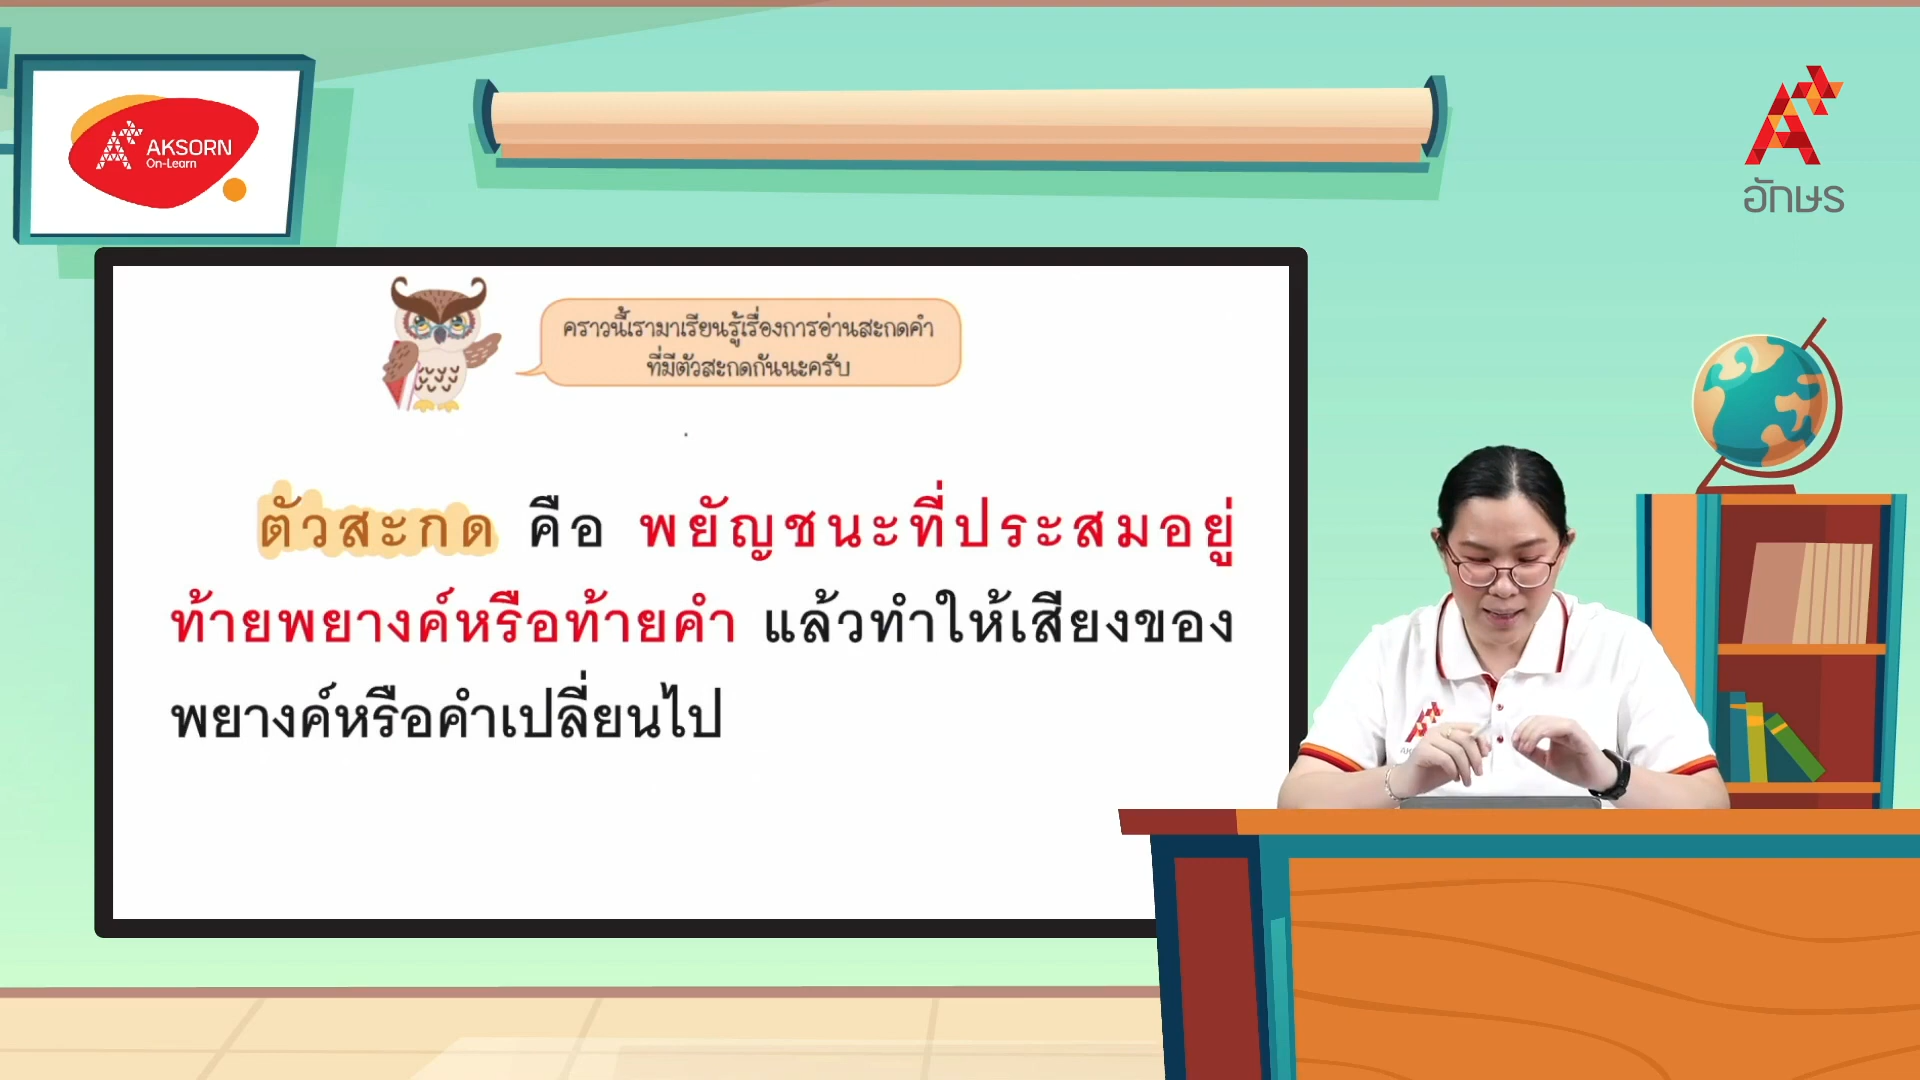 AKSORN
On-Learn
อักษร
คราวนี้เรามาเรียนรู้เรื่องการอ่านสะกดคำ
ที่มีตัวสะกดกันนะครับ
ตัวสะกด คือ พยัญชนะที่ประสมอยู่
ท้ายพยางค์หรือท้ายคำ แล้วทำให้เสียงของ
พยางค์หรือคำเปลี่ยนไป